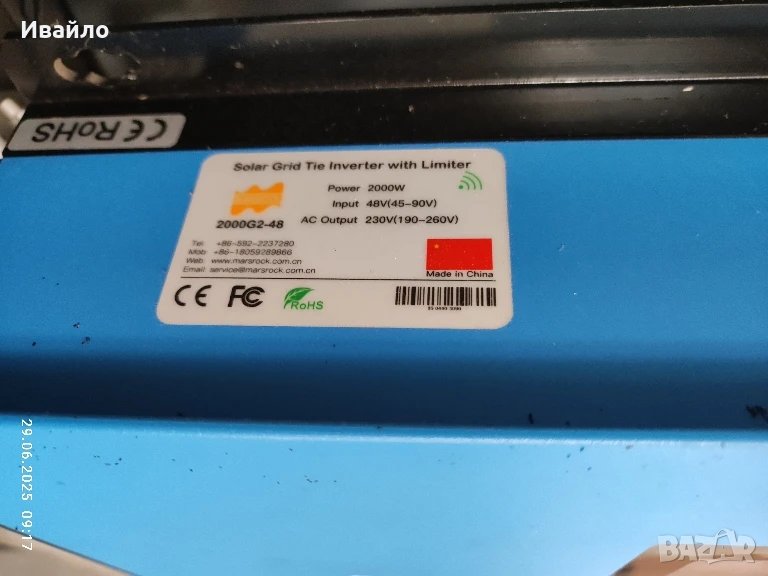 Ивайло
CE RoHS
Solar Grid Tie Inverter with Limiter
Power 2000W
Input 48V(45-90V)
2000G2-48
AC Output 230V(190-260V)
Tel: +86-592-2237280
Mob: +86-18059289866
Web: www.marsrock.com.cn
Email: service@marsrock.com.cn
Made in China
CE FC RoHS
29.06.2025 09:17
BAZAR